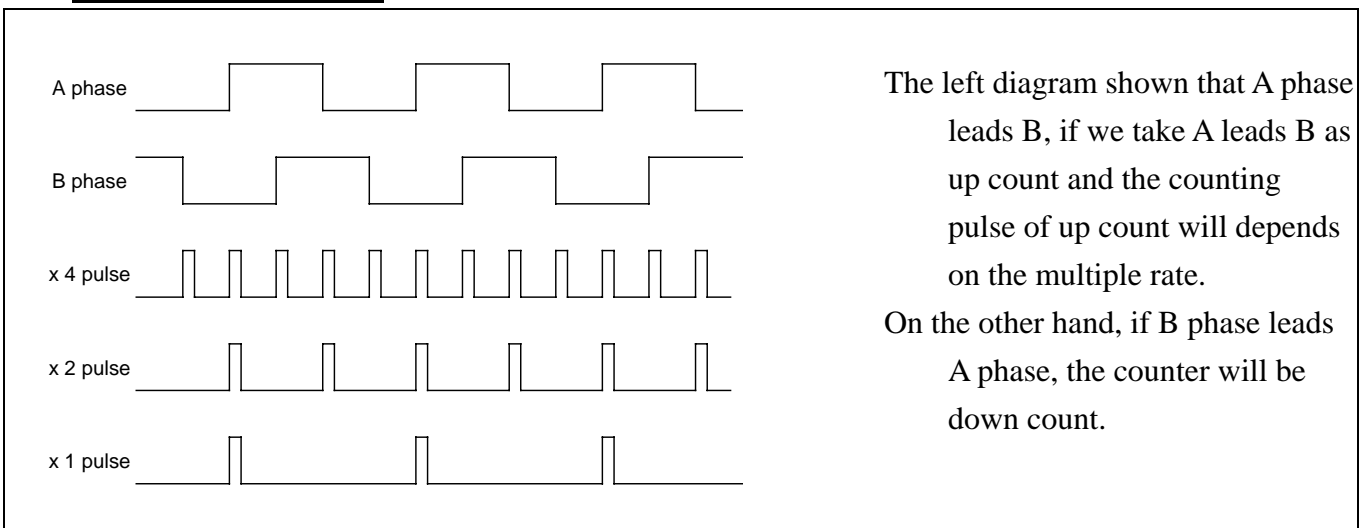 A phase
B phase
x 4 pulse
x 2 pulse
x 1 pulse
The left diagram shown that A phase
leads B, if we take A leads B as
up count and the counting
pulse of up count will depends
on the multiple rate.
On the other hand, if B phase leads
A phase, the counter will be
down count.